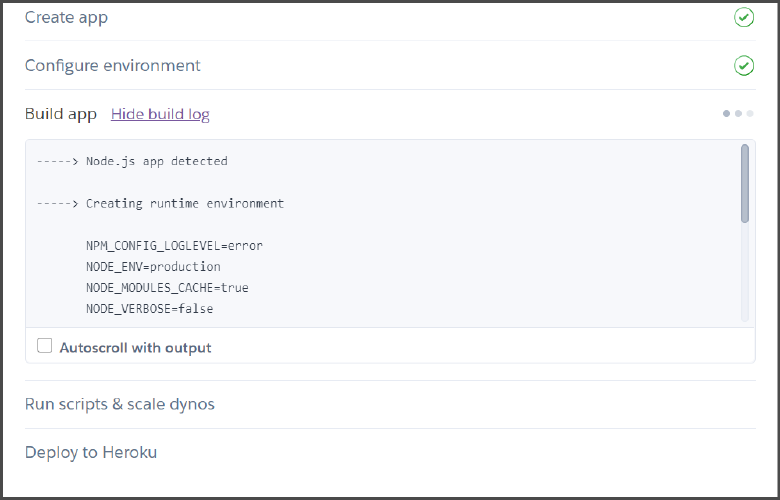 Create app
Configure environment
Build app Hide build log
-----> Node.js app detected
-----> Creating runtime environment
NPM_CONFIG_LOGLEVEL=error
NODE_ENV=production
NODE_MODULES_CACHE=true
NODE_VERBOSE=false
Autoscroll with output
Run scripts & scale dynos
Deploy to Heroku